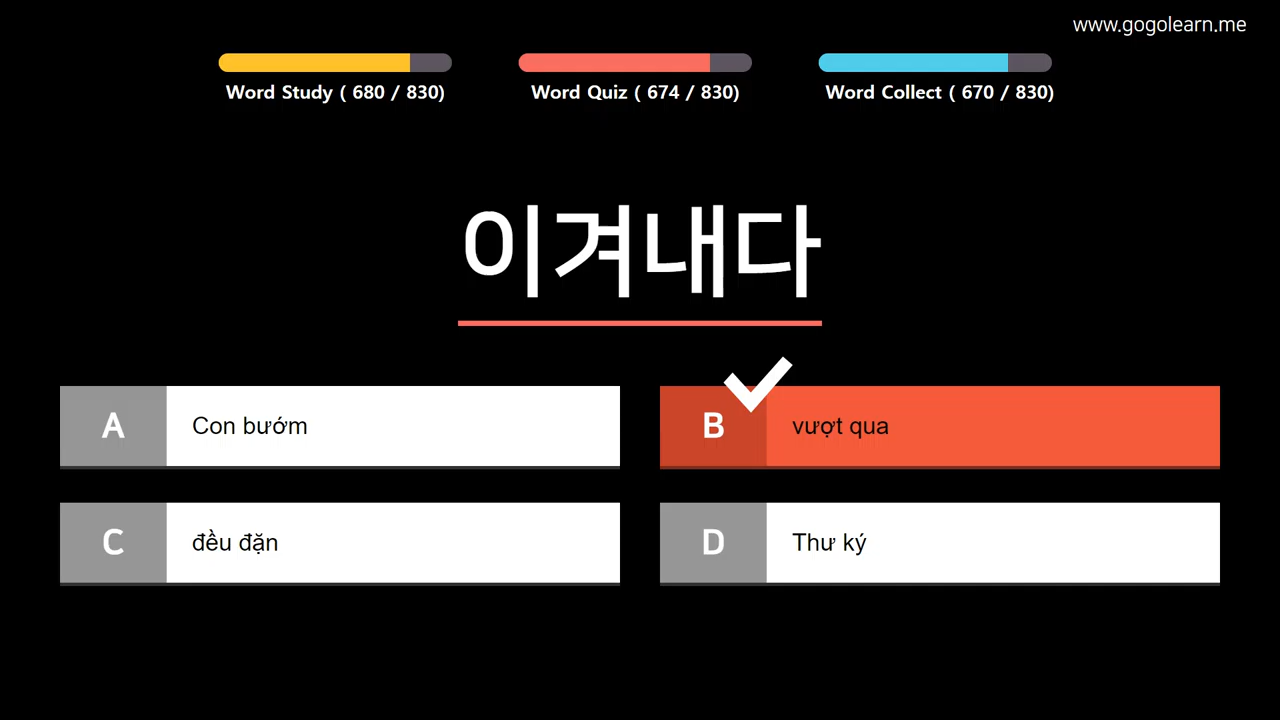 www.gogolearn.me
Word Study ( 680 / 830)
Word Quiz ( 674 / 830)
Word Collect ( 670 / 830)
이겨내다
A
Con bướm
B
vượt qua
C
đều đặn
D
Thư ký